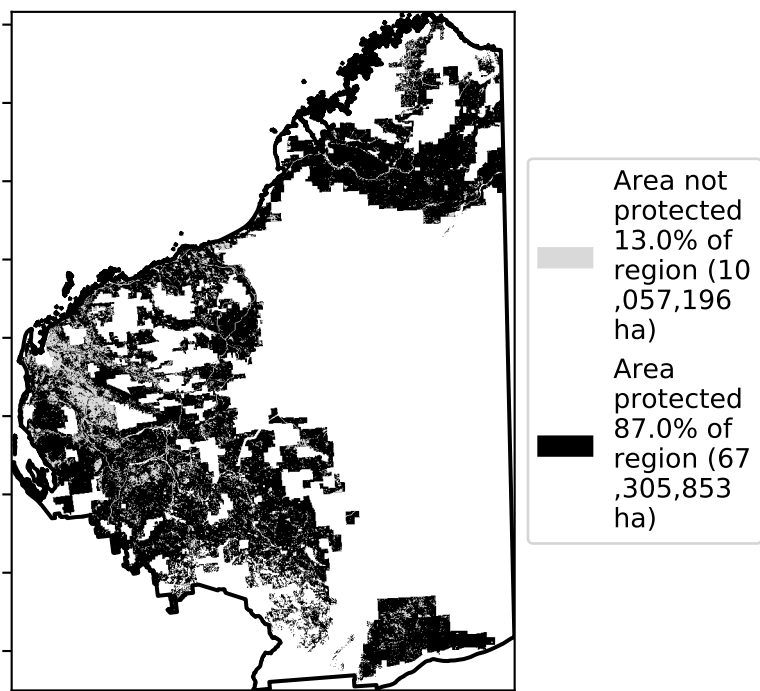 Area not
protected
13.0% of
region (10
,057,196
ha)
Area
protected
87.0% of
region (67
,305,853
ha)